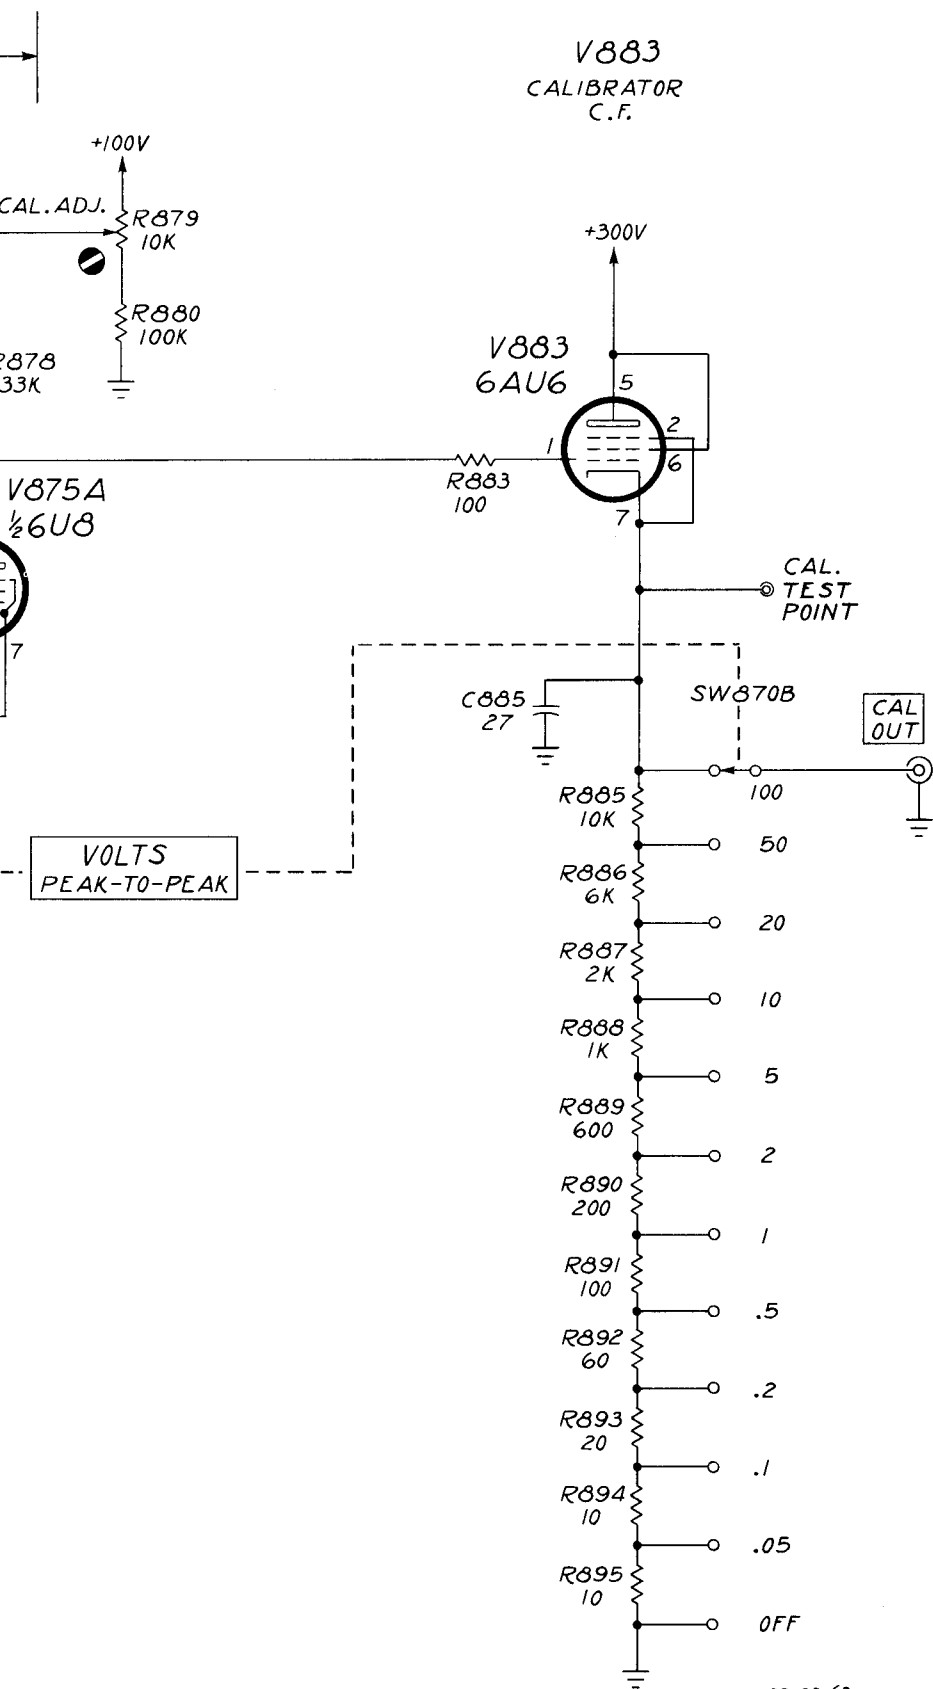 V883
CALIBRATOR
C.F.
+100V
CAL. ADJ.
R879
10K
R880
100K
R878
33K
+300V
V883
6AU6
5
2
1
6
7
R883
100
V875A
½6U8
7
CAL.
TEST
POINT
C885
27
SW870B
CAL
OUT
VOLTS
PEAK-TO-PEAK
R885
10K
100
50
R886
6K
20
R887
2K
10
R888
1K
5
R889
600
2
R890
200
1
R891
100
.5
R892
60
.2
R893
20
.1
R894
10
.05
R895
10
OFF